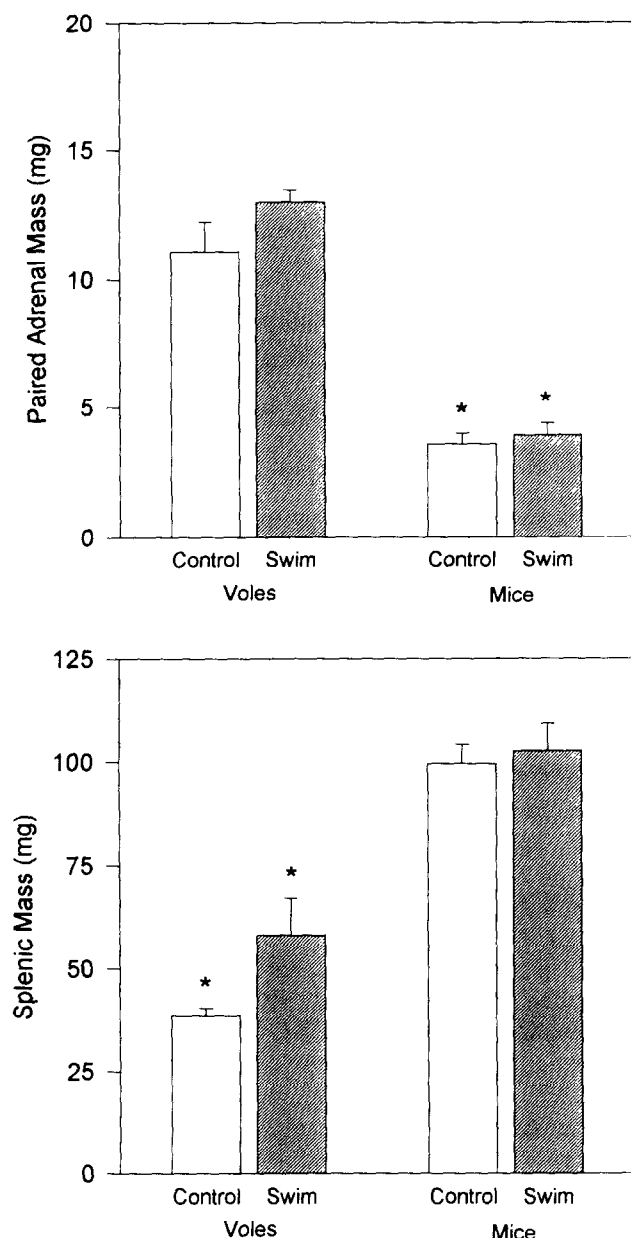 20
15
10
5
0
Paired Adrenal Mass (mg)
* *
Control Swim Control Swim
Voles Mice
125
100
75
50
25
0
Splenic Mass (mg)
*
*
Control Swim Control Swim
Voles Mice